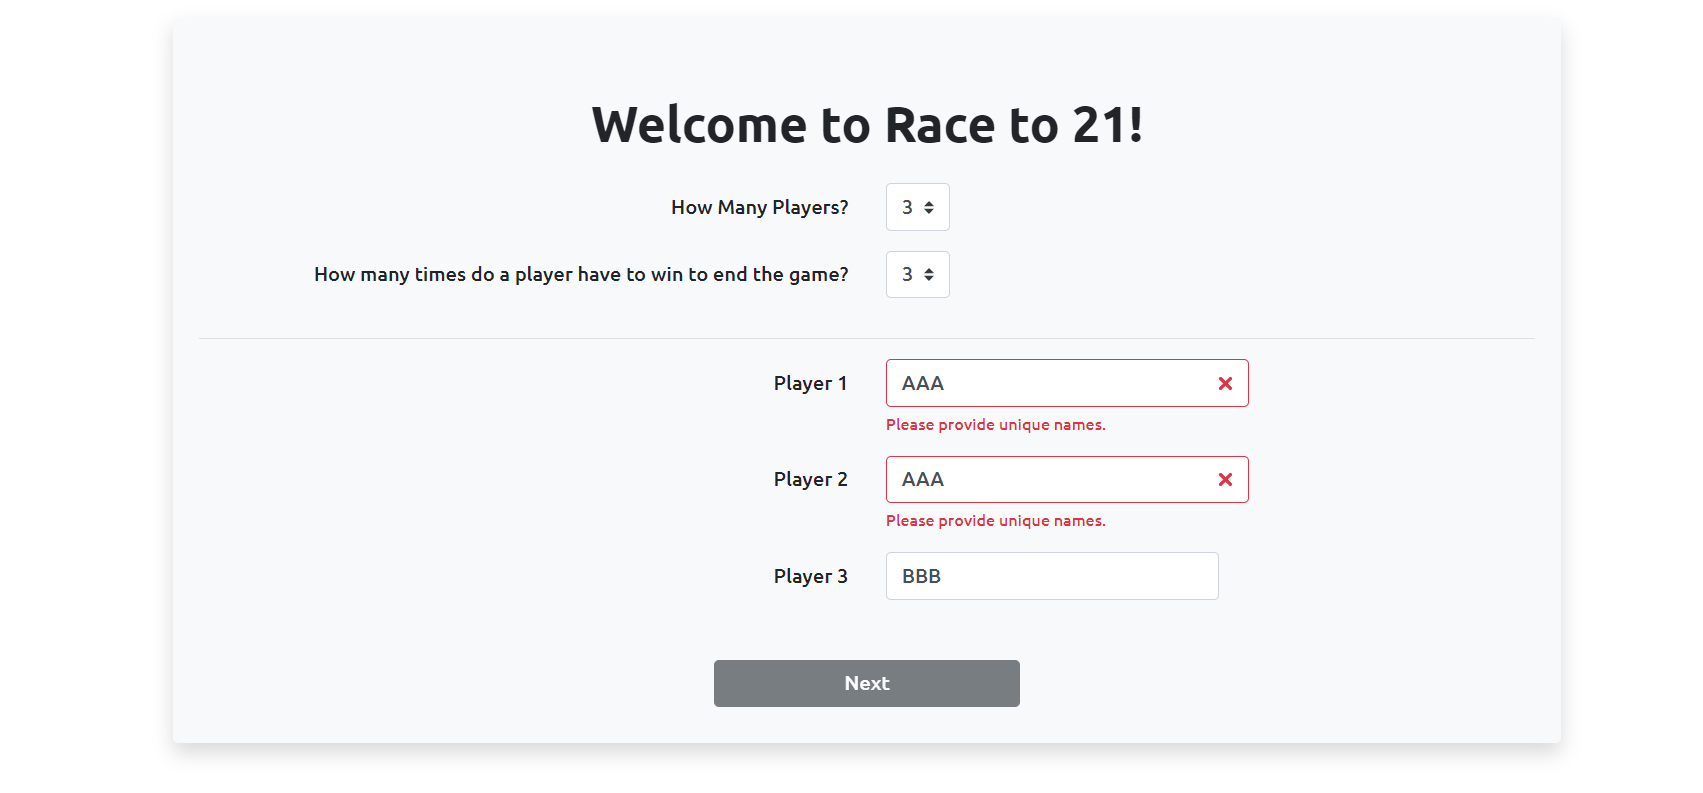 Welcome to Race to 21!
How Many Players? 3
How many times do a player have to win to end the game? 3
Player 1 AAA
Please provide unique names.
Player 2 AAA
Please provide unique names.
Player 3 BBB
Next